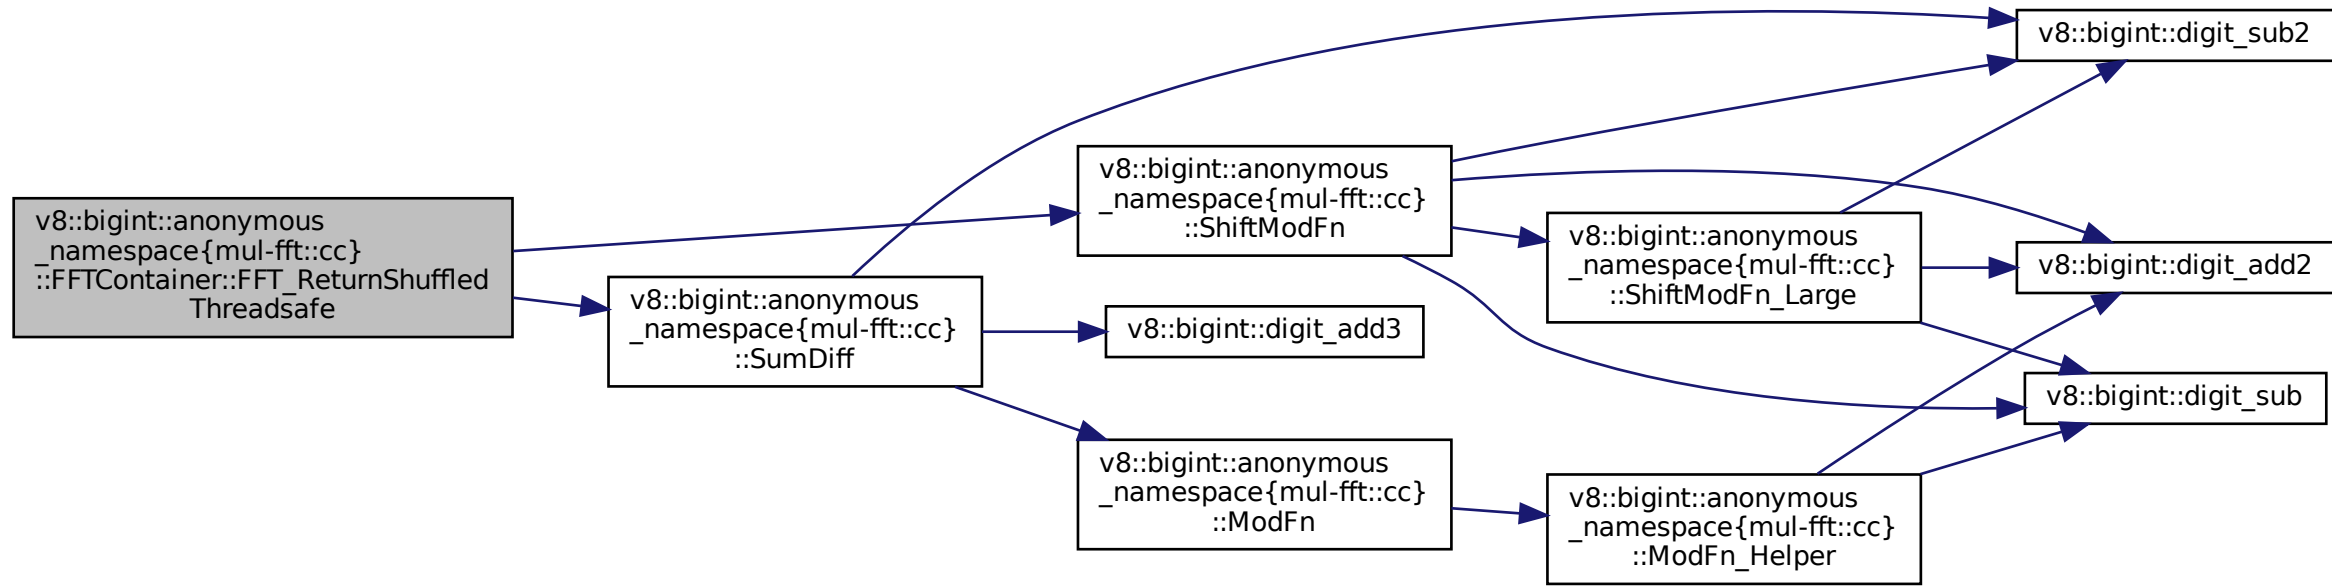 v8::bigint::anonymous
_namespace{mul-fft::cc}
::FFTContainer::FFT_ReturnShuffled
Threadsafe
v8::bigint::anonymous
_namespace{mul-fft::cc}
::SumDiff
v8::bigint::anonymous
_namespace{mul-fft::cc}
::ShiftModFn
v8::bigint::digit_add3
v8::bigint::anonymous
_namespace{mul-fft::cc}
::ModFn
v8::bigint::anonymous
_namespace{mul-fft::cc}
::ShiftModFn_Large
v8::bigint::anonymous
_namespace{mul-fft::cc}
::ModFn_Helper
v8::bigint::digit_sub2
v8::bigint::digit_add2
v8::bigint::digit_sub